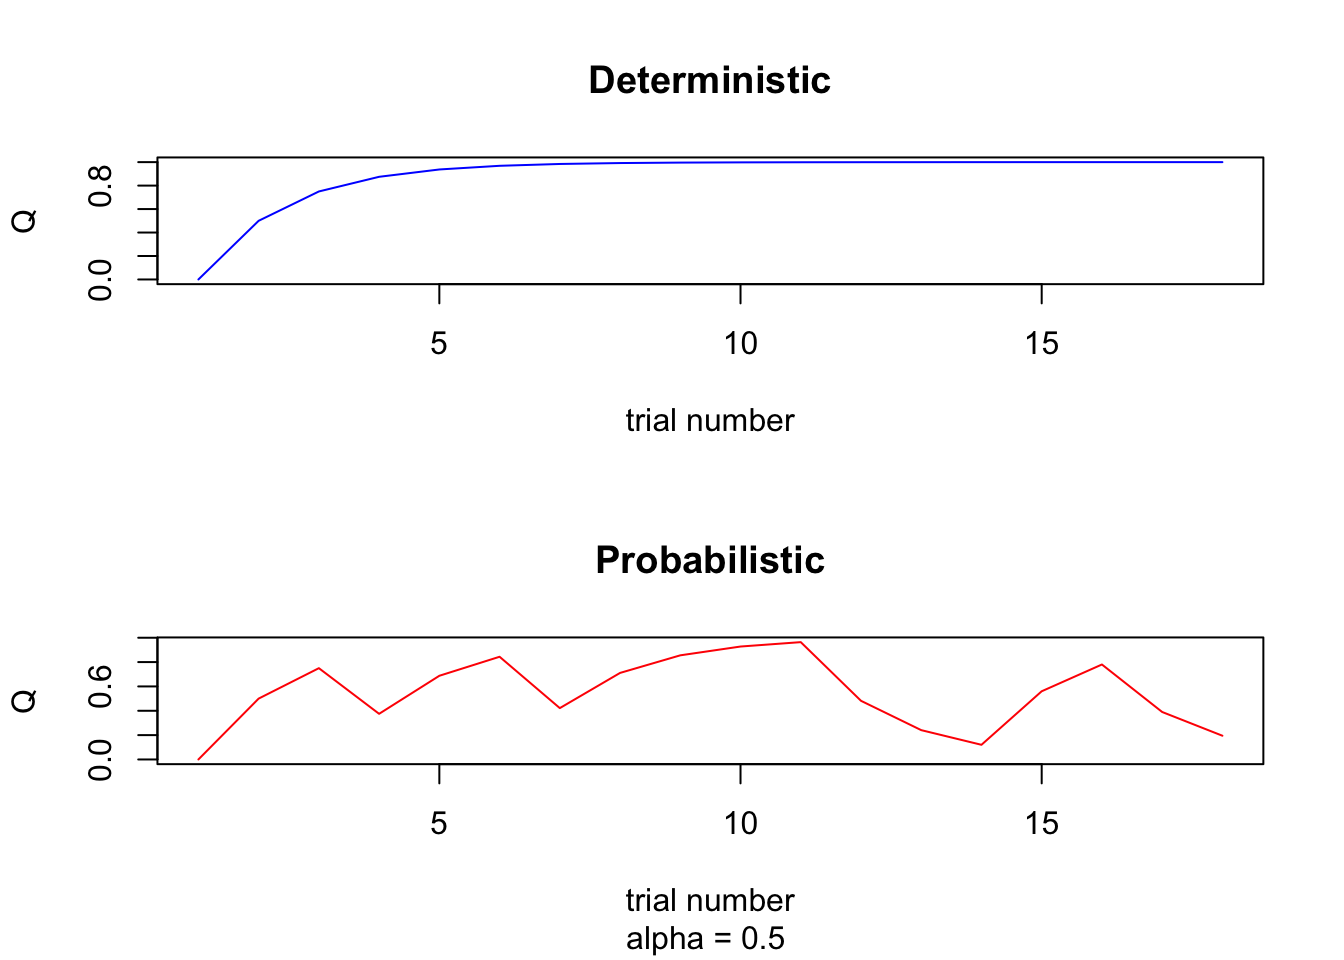 Deterministic
Q
0.8
0.0
5 10 15
trial number
Probabilistic
Q
0.6
0.0
5 10 15
trial number
alpha = 0.5